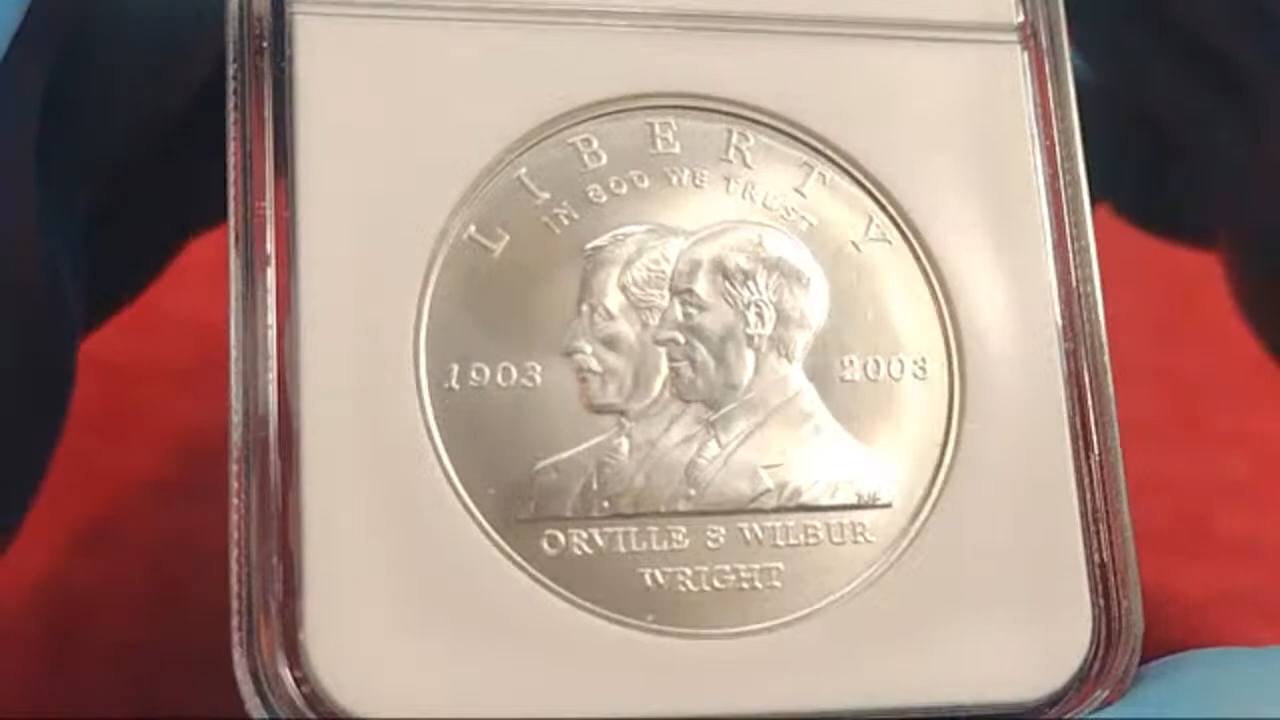 LIBERTY
IN GOD WE TRUST
1903 2003
ORVILLE & WILBUR
WRIGHT